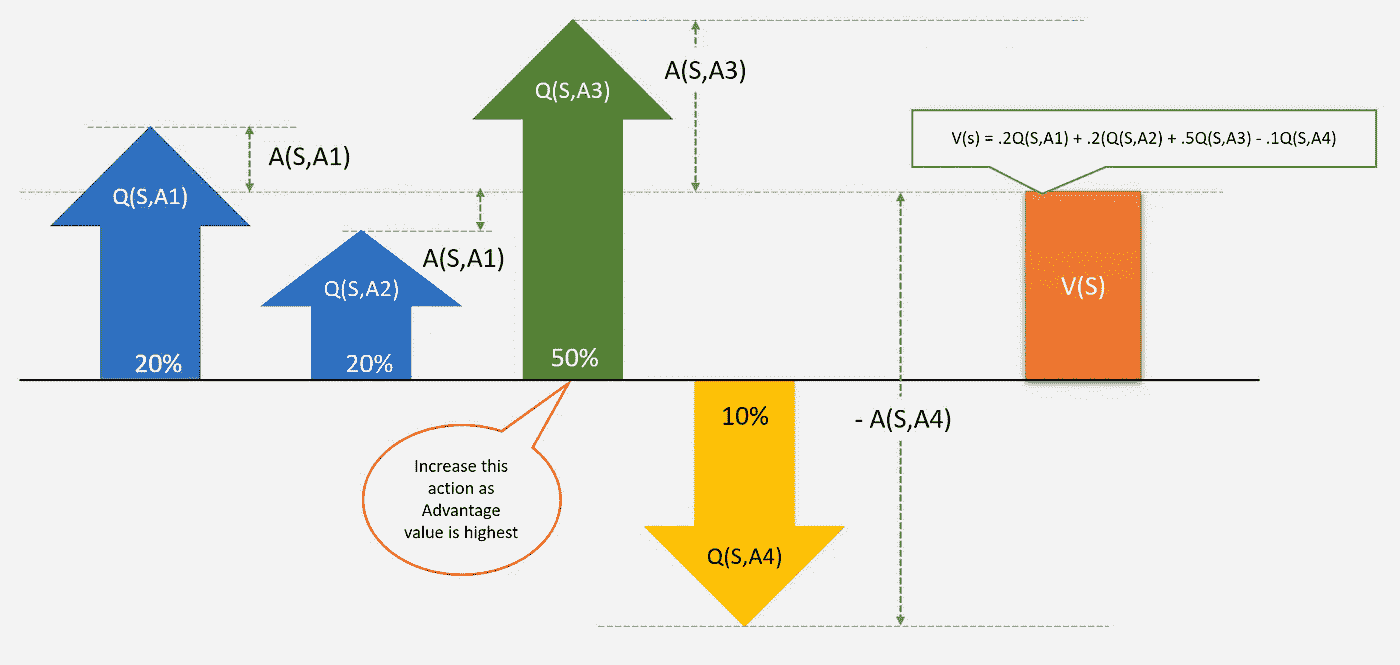 Q(S,A3)
A(S,A3)
V(s) = .2Q(S,A1) + .2(Q(S,A2) + .5Q(S,A3) - .1Q(S,A4)
A(S,A1)
Q(S,A1)
A(S,A1)
Q(S,A2)
V(S)
20%
20%
50%
10%
- A(S,A4)
Increase this
action as
Advantage
value is highest
Q(S,A4)